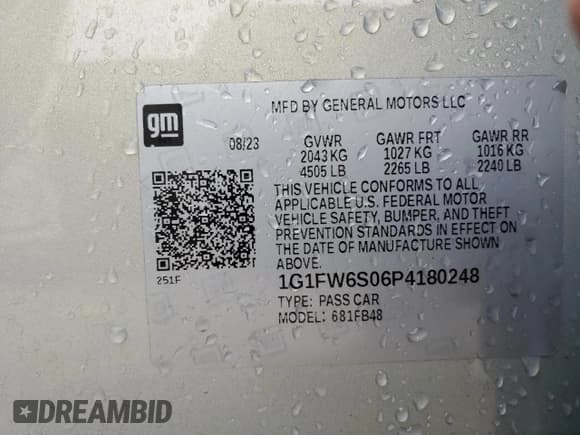 MFD BY GENERAL MOTORS LLC
gm
08/23 GVWR GAWR FRT GAWR RR
2043 KG 1027 KG 1016 KG
4505 LB 2265 LB 2240 LB
THIS VEHICLE CONFORMS TO ALL
APPLICABLE U.S. FEDERAL MOTOR
VEHICLE SAFETY, BUMPER, AND THEFT
PREVENTION STANDARDS IN EFFECT ON
THE DATE OF MANUFACTURE SHOWN
ABOVE.
251F
1G1FW6S06P4180248
TYPE: PASS CAR
MODEL: 681FB48
DREAMBID